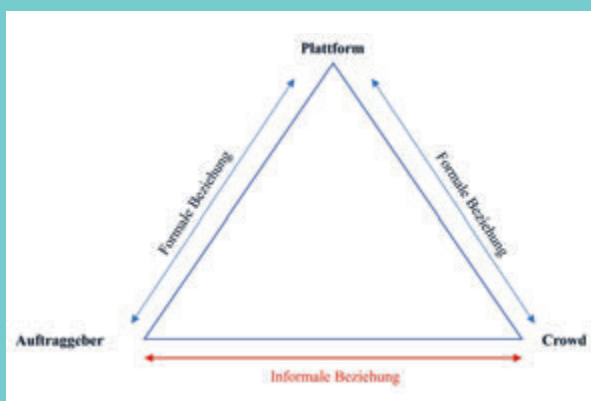 Plattform
Formale Beziehung
Formale Beziehung
Auftraggeber
Crowd
Informale Beziehung